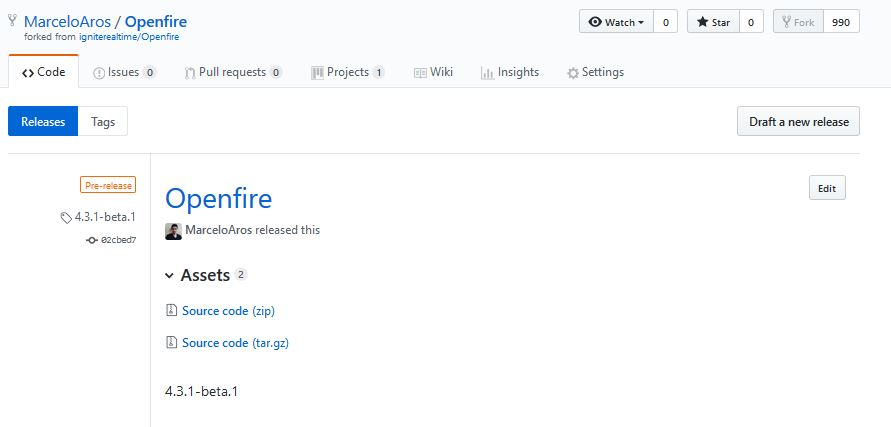 MarceloAros / Openfire
forked from igniterealtime/Openfire
Watch 0
Star 0
Fork 990
Code
Issues 0
Pull requests 0
Projects 1
Wiki
Insights
Settings
Releases
Tags
Draft a new release
Pre-release
4.3.1-beta.1
02cbed7
Openfire
Edit
MarceloAros released this
Assets 2
Source code (zip)
Source code (tar.gz)
4.3.1-beta.1